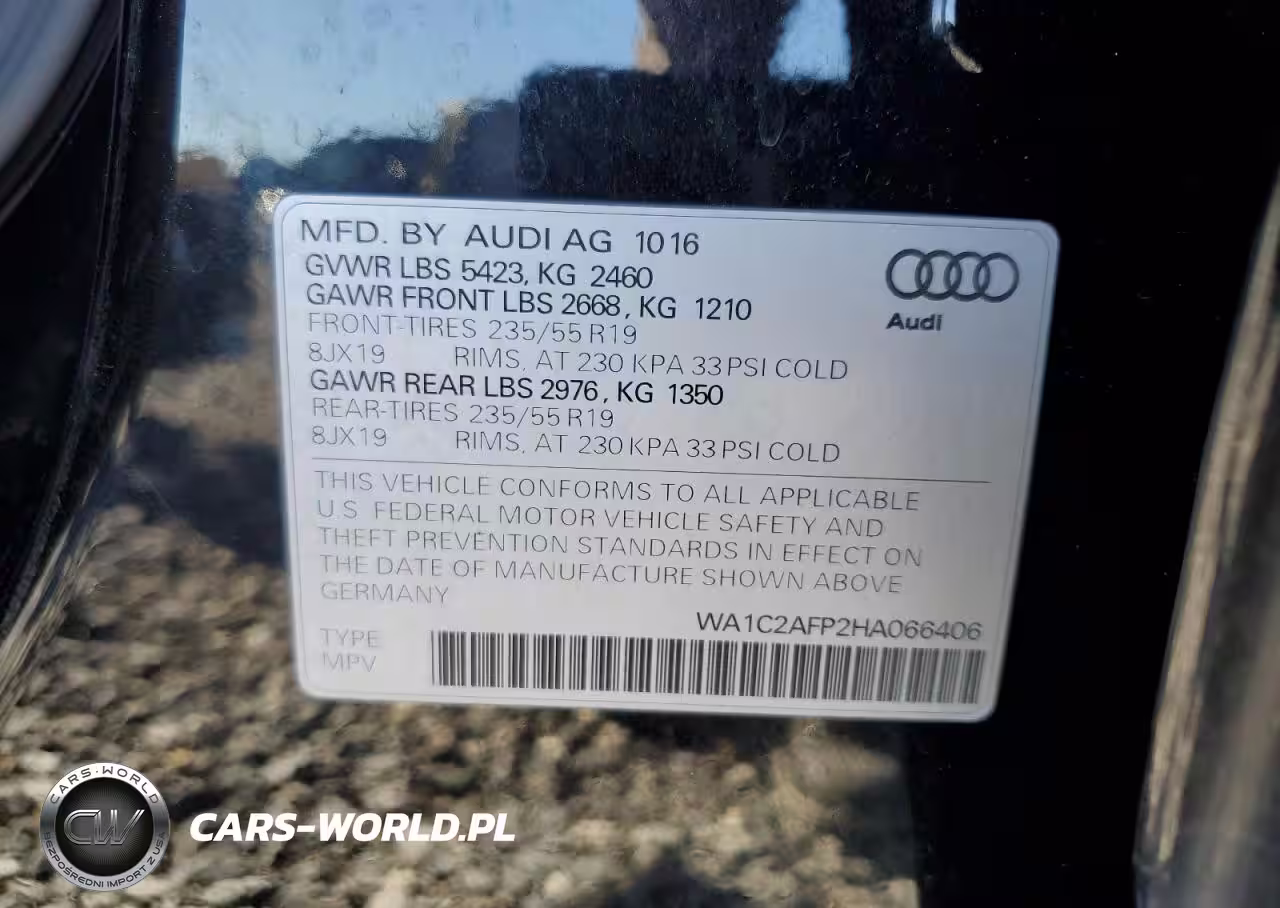 MFD. BY AUDI AG 1016
GVWR LBS 5423, KG 2460
GAWR FRONT LBS 2668, KG 1210
FRONT-TIRES 235/55 R19
8JX19 RIMS, AT 230 KPA 33 PSI COLD
GAWR REAR LBS 2976, KG 1350
REAR-TIRES 235/55 R19
8JX19 RIMS, AT 230 KPA 33 PSI COLD
Audi
THIS VEHICLE CONFORMS TO ALL APPLICABLE
U.S. FEDERAL MOTOR VEHICLE SAFETY AND
THEFT PREVENTION STANDARDS IN EFFECT ON
THE DATE OF MANUFACTURE SHOWN ABOVE
GERMANY
WA1C2AFP2HA066406
TYPE
MPV
CARS-WORLD
CW
BEZPOŚREDNI IMPORT Z USA
CARS-WORLD.PL